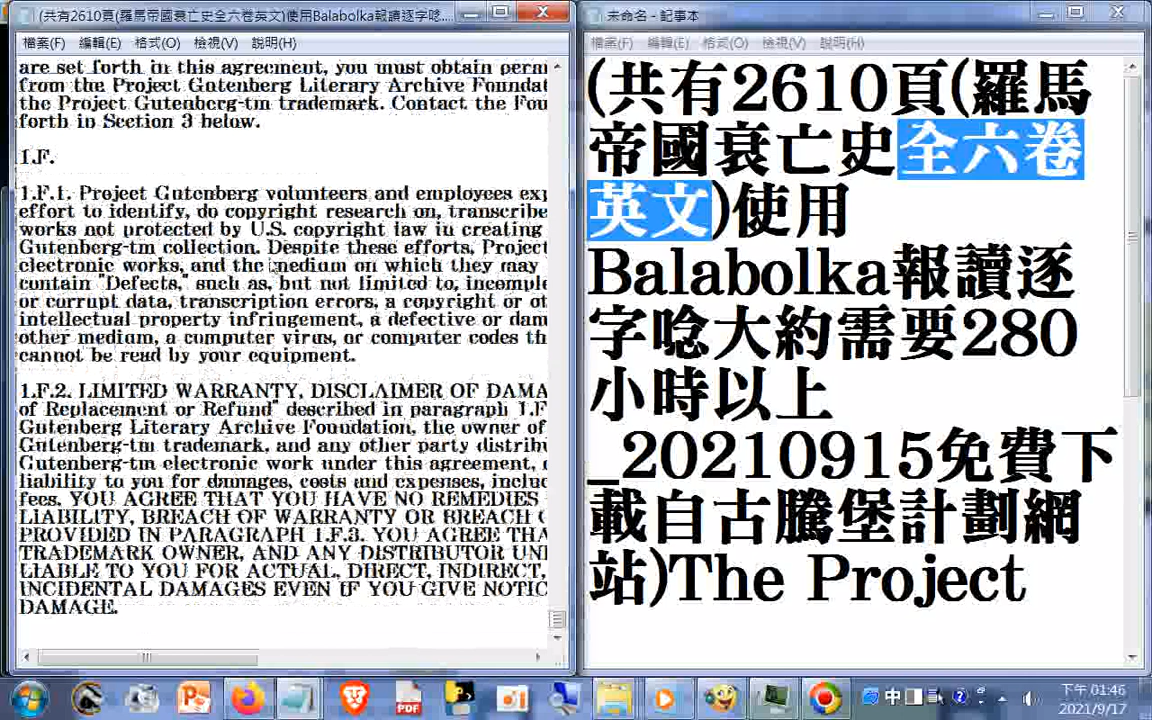 (共有2610頁(羅馬帝國衰亡史全六卷英文)使用Balabolka報讀逐字唸...
檔案(F) 編輯(E) 格式(O) 檢視(V) 說明(H)
are set forth in this agreement, you must obtain perm
from the Project Gutenberg Literary Archive Foundat
the Project Gutenberg-tm trademark. Contact the Fou
forth in Section 3 below.
1.F.
1.F.1. Project Gutenberg volunteers and employees exp
effort to identify, do copyright research on, transcribe
works not protected by U.S. copyright law in creating
Gutenberg-tm collection. Despite these efforts, Project
electronic works, and the medium on which they may
contain "Defects," such as, but not limited to, incomple
or corrupt data, transcription errors, a copyright or ot
intellectual property infringement, a defective or dam
other medium, a computer virus, or computer codes th
cannot be read by your equipment.
1.F.2. LIMITED WARRANTY, DISCLAIMER OF DAMA
of Replacement or Refund" described in paragraph 1.F
Gutenberg Literary Archive Foundation, the owner of
Gutenberg-tm trademark, and any other party distrib
Gutenberg-tm electronic work under this agreement, 
liability to you for damages, costs and expenses, includ
fees. YOU AGREE THAT YOU HAVE NO REMEDIES
LIABILITY, BREACH OF WARRANTY OR BREACH
PROVIDED IN PARAGRAPH 1.F.3. YOU AGREE THA
TRADEMARK OWNER, AND ANY DISTRIBUTOR UN
LIABLE TO YOU FOR ACTUAL, DIRECT, INDIRECT,
INCIDENTAL DAMAGES EVEN IF YOU GIVE NOTIC
DAMAGE.
未命名 - 記事本
檔案(F) 編輯(E) 格式(O) 檢視(V) 說明(H)
(共有2610頁(羅馬
帝國衰亡史全六卷
英文)使用
Balabolka報讀逐
字唸大約需要280
小時以上
_20210915免費下
載自古騰堡計劃網
站)The Project
PDF
中
下午 01:46
2021/9/17